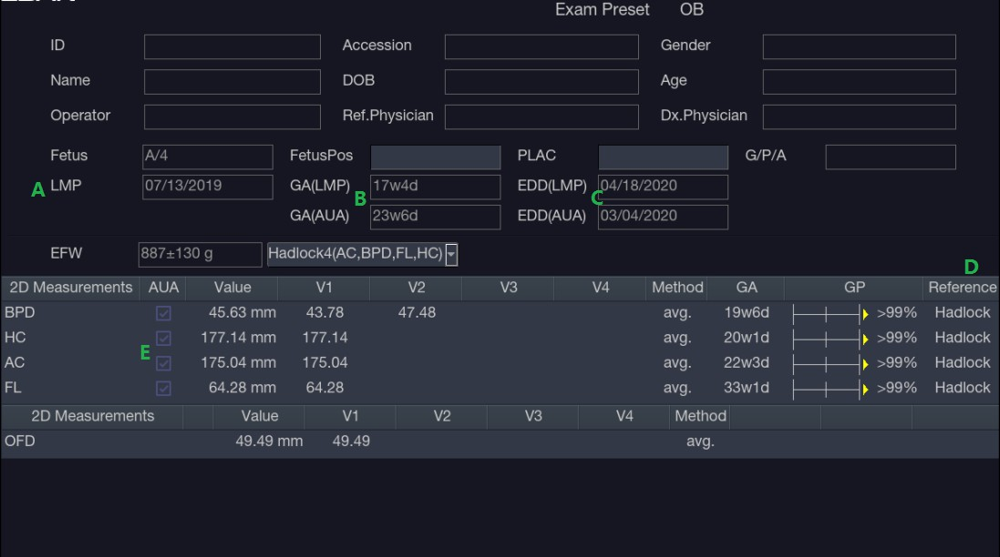 Exam Preset OB
ID Accession Gender
Name DOB Age
Operator Ref.Physician Dx.Physician
Fetus A/4 FetusPos PLAC G/P/A
A LMP 07/13/2019 GA(LMP) B 17w4d EDD(LMP) C 04/18/2020
GA(AUA) 23w6d EDD(AUA) 03/04/2020
EFW 887±130 g Hadlock4(AC,BPD,FL,HC)
D
2D Measurements AUA Value V1 V2 V3 V4 Method GA GP Reference
BPD 45.63 mm 43.78 47.48 avg. 19w6d >99% Hadlock
HC 177.14 mm 177.14 avg. 20w1d >99% Hadlock
E
AC 175.04 mm 175.04 avg. 22w3d >99% Hadlock
FL 64.28 mm 64.28 avg. 33w1d >99% Hadlock
2D Measurements Value V1 V2 V3 V4 Method
OFD 49.49 mm 49.49 avg.